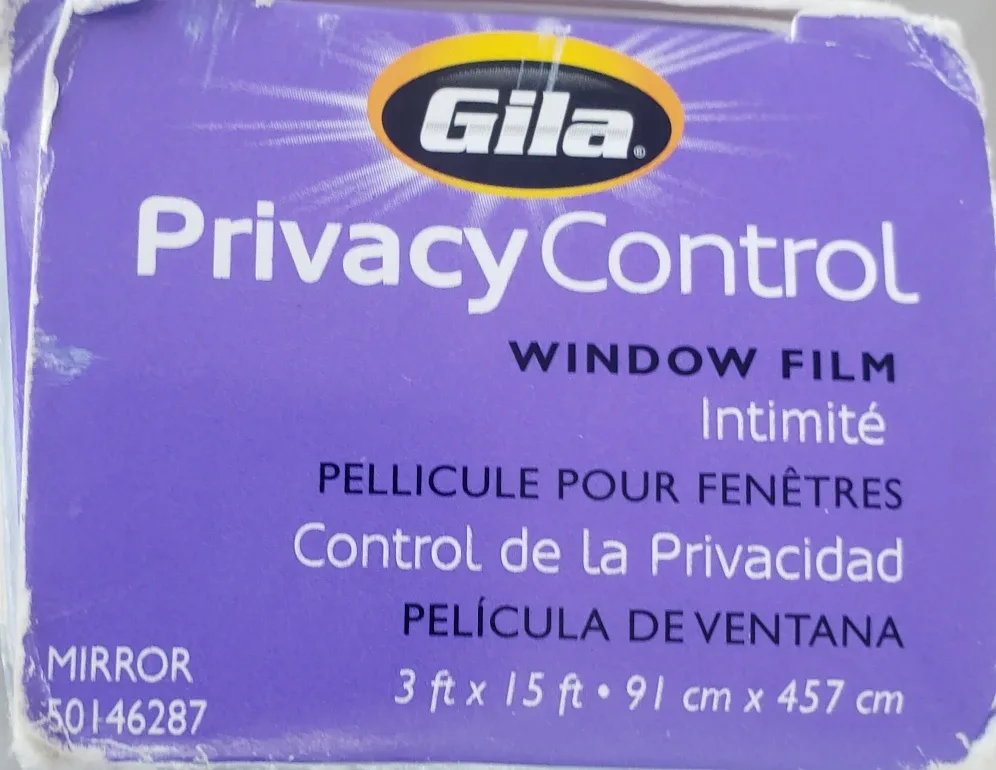 Gila®
PrivacyControl
WINDOW FILM
Intimité
PELLICULE POUR FENÊTRES
Control de la Privacidad
PELÍCULA DE VENTANA
MIRROR
50146287
3 ft x 15 ft • 91 cm x 457 cm